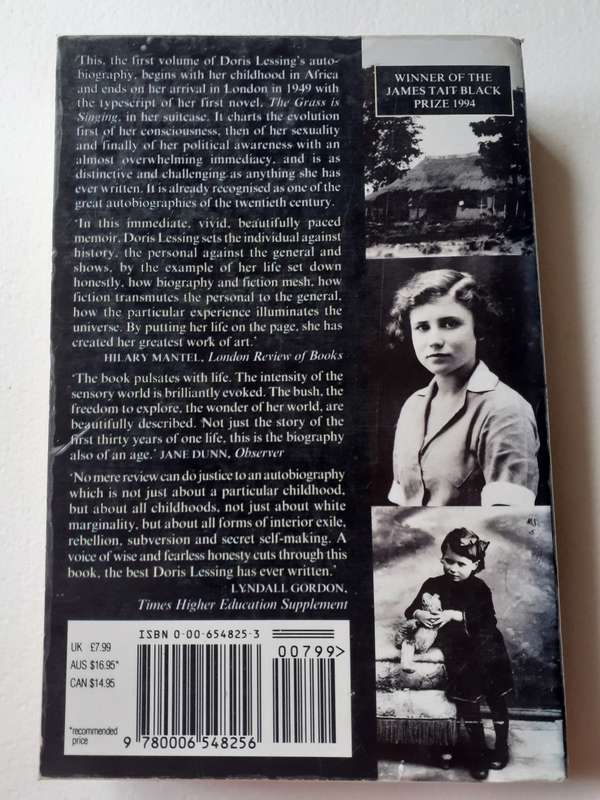 'This, the first volume of Doris Lessing's auto-
biography, begins with her childhood in Africa
and ends on her arrival in London in 1949 with
the typescript of her first novel, The Grass is
Singing, in her suitcase. It charts the evolution
first of her consciousness, then of her sexuality
and finally of her political awareness with an
almost overwhelming immediacy, and is as
distinctive and challenging as anything she has
ever written. It is already recognised as one of the
great autobiographies of the twentieth century.
'In this immediate, vivid, beautifully paced
memoir, Doris Lessing sets the individual against
history, the personal against the general and
shows, by the example of her life set down
honestly, how biography and fiction mesh, how
fiction transmutes the personal to the general,
how the particular experience illuminates the
universe. By putting her life on the page, she has
created her greatest work of art.'
HILARY MANTEL, London Review of Books
'The book pulsates with life. The intensity of the
sensory world is brilliantly evoked. The bush, the
freedom to explore, the wonder of her world, are
beautifully described. Not just the story of the
first thirty years of one life, this is the biography
also of an age.' JANE DUNN, Observer
'No mere review can do justice to an autobiography
which is not just about a particular childhood,
but about all childhoods, not just about white
marginality, but about all forms of interior exile,
rebellion, subversion and secret self-making. A
voice of wise and fearless honesty cuts through this
book, the best Doris Lessing has ever written.'
LYNDALL GORDON,
Times Higher Education Supplement
WINNER OF THE
JAMES TAIT BLACK
PRIZE 1994
UK £7.99
AUS $16.95*
CAN $14.95
*recommended
price
ISBN 0-00-654825-3
00799>
9 780006 548256